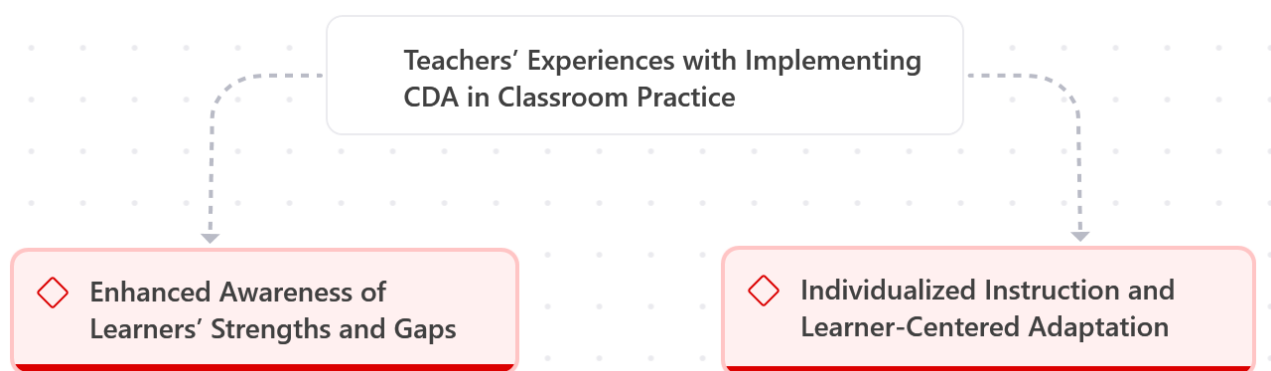 Teachers’ Experiences with Implementing
CDA in Classroom Practice
Enhanced Awareness of
Learners’ Strengths and Gaps
Individualized Instruction and
Learner-Centered Adaptation